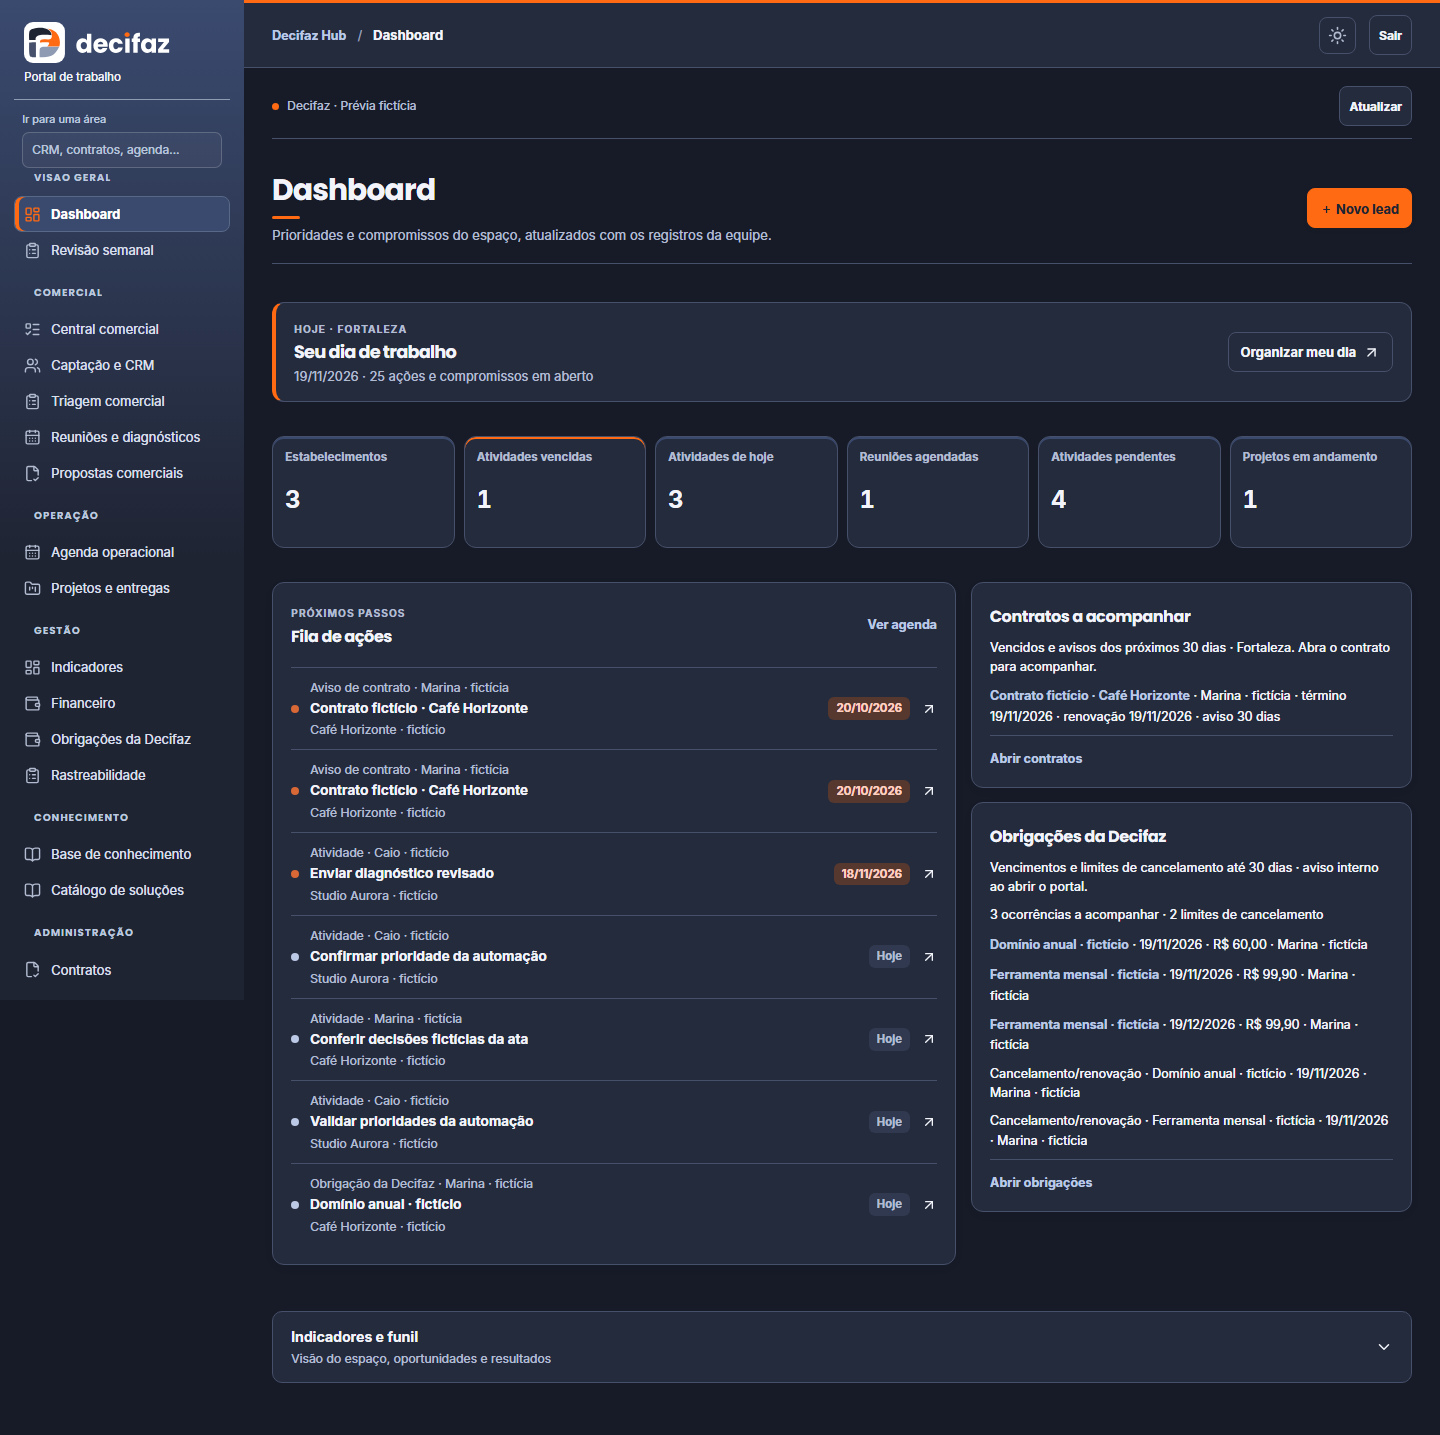 decifaz
Portal de trabalho
Ir para uma área
CRM, contratos, agenda...
VISAO GERAL
Dashboard
Revisão semanal
COMERCIAL
Central comercial
Captação e CRM
Triagem comercial
Reuniões e diagnósticos
Propostas comerciais
OPERAÇÃO
Agenda operacional
Projetos e entregas
GESTÃO
Indicadores
Financeiro
Obrigações da Decifaz
Rastreabilidade
CONHECIMENTO
Base de conhecimento
Catálogo de soluções
ADMINISTRAÇÃO
Contratos
Decifaz Hub / Dashboard
Sair
Decifaz · Prévia fictícia
Atualizar
Dashboard
Prioridades e compromissos do espaço, atualizados com os registros da equipe.
+ Novo lead
HOJE · FORTALEZA
Seu dia de trabalho
19/11/2026 · 25 ações e compromissos em aberto
Organizar meu dia
Estabelecimentos
3
Atividades vencidas
1
Atividades de hoje
3
Reuniões agendadas
1
Atividades pendentes
4
Projetos em andamento
1
PRÓXIMOS PASSOS
Fila de ações
Ver agenda
Aviso de contrato · Marina · fictícia
Contrato fictício · Café Horizonte
Café Horizonte · fictício
20/10/2026
Aviso de contrato · Marina · fictícia
Contrato fictício · Café Horizonte
Café Horizonte · fictício
20/10/2026
Atividade · Caio · fictício
Enviar diagnóstico revisado
Studio Aurora · fictício
18/11/2026
Atividade · Caio · fictício
Confirmar prioridade da automação
Studio Aurora · fictício
Hoje
Atividade · Marina · fictícia
Conferir decisões fictícias da ata
Café Horizonte · fictício
Hoje
Atividade · Caio · fictício
Validar prioridades da automação
Studio Aurora · fictício
Hoje
Obrigação da Decifaz · Marina · fictícia
Domínio anual · fictício
Café Horizonte · fictício
Hoje
Contratos a acompanhar
Vencidos e avisos dos próximos 30 dias · Fortaleza. Abra o contrato
para acompanhar.
Contrato fictício · Café Horizonte · Marina · fictícia · término
19/11/2026 · renovação 19/11/2026 · aviso 30 dias
Abrir contratos
Obrigações da Decifaz
Vencimentos e limites de cancelamento até 30 dias · aviso interno
ao abrir o portal.
3 ocorrências a acompanhar · 2 limites de cancelamento
Domínio anual · fictício · 19/11/2026 · R$ 60,00 · Marina · fictícia
Ferramenta mensal · fictícia · 19/11/2026 · R$ 99,90 · Marina ·
fictícia
Ferramenta mensal · fictícia · 19/12/2026 · R$ 99,90 · Marina ·
fictícia
Cancelamento/renovação · Domínio anual · fictício · 19/11/2026 ·
Marina · fictícia
Cancelamento/renovação · Ferramenta mensal · fictícia · 19/11/2026
· Marina · fictícia
Abrir obrigações
Indicadores e funil
Visão do espaço, oportunidades e resultados